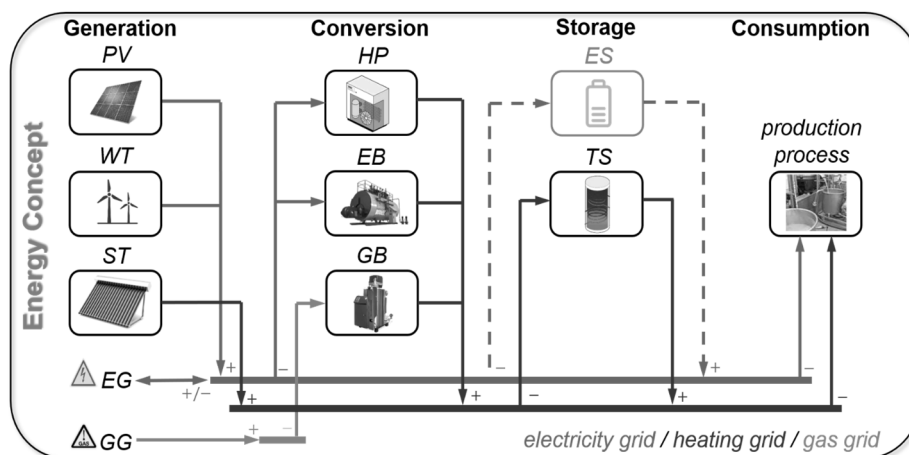 Generation Conversion Storage Consumption
PV HP ES
WT EB TS production
process
ST GB
Energy Concept
EG
+/−
+ − − + −
+ − + −
GAS GG
+ −
electricity grid / heating grid / gas grid